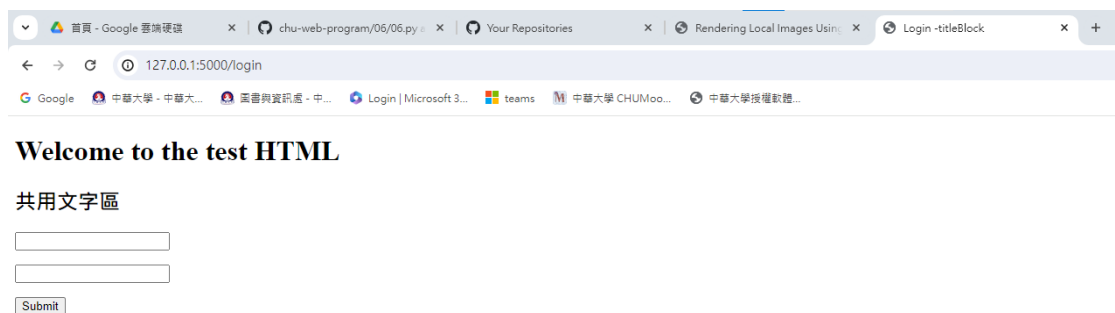 首頁 - Google 雲端硬碟
chu-web-program/06/06.py a
Your Repositories
Rendering Local Images Using
Login -titleBlock
127.0.0.1:5000/login
Google
中華大學 - 中華大...
圖書與資訊處 - 中...
Login | Microsoft 3...
teams
中華大學 CHUMoo...
中華大學授權軟體...
Welcome to the test HTML
共用文字區
Submit